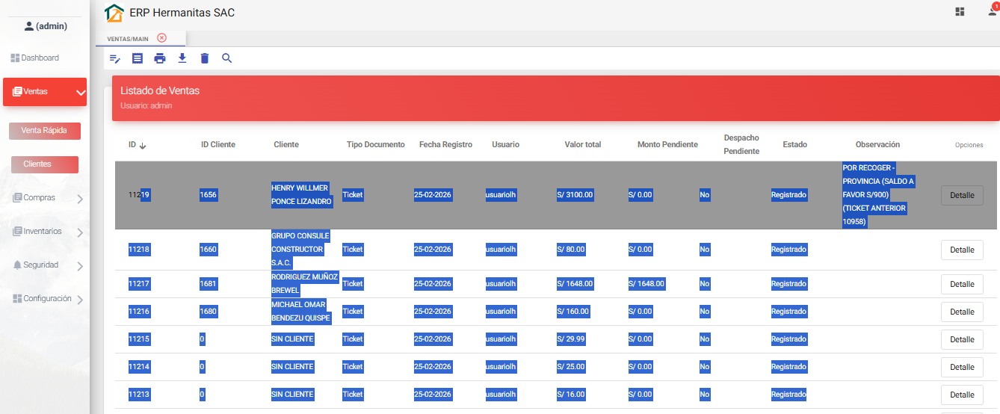 ERP Hermanitas SAC
1
(admin)
VENTAS/MAIN
Dashboard
Ventas
Venta Rápida
Clientes
Compras
Inventarios
Seguridad
Configuración
Listado de Ventas
Usuario: admin
ID ID Cliente Cliente Tipo Documento Fecha Registro Usuario Valor total Monto Pendiente Despacho Pendiente Estado Observación Opciones
11219 1656 HENRY WILLMER PONCE LIZANDRO Ticket 25-02-2026 usuariolh S/ 3100.00 S/ 0.00 No Registrado POR RECOGER - PROVINCIA (SALDO A FAVOR S/900) (TICKET ANTERIOR 10958) Detalle
11218 1660 GRUPO CONSULE CONSTRUCTOR S.A.C. Ticket 25-02-2026 usuariolh S/ 80.00 S/ 0.00 No Registrado Detalle
11217 1681 RODRIGUEZ MUÑOZ BREWEL Ticket 25-02-2026 usuariolh S/ 1648.00 S/ 1648.00 No Registrado Detalle
11216 1680 MICHAEL OMAR BENDEZU QUISPE Ticket 25-02-2026 usuariolh S/ 160.00 S/ 0.00 No Registrado Detalle
11215 0 SIN CLIENTE Ticket 25-02-2026 usuariolh S/ 29.99 S/ 0.00 No Registrado Detalle
11214 0 SIN CLIENTE Ticket 25-02-2026 usuariolh S/ 25.00 S/ 0.00 No Registrado Detalle
11213 0 SIN CLIENTE Ticket 25-02-2026 usuariolh S/ 16.00 S/ 0.00 No Registrado Detalle